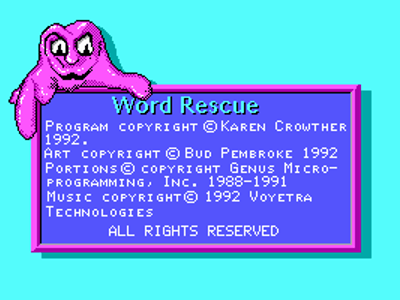 Word Rescue
Program copyright © Karen Crowther
1992.
Art copyright © Bud Pembroke 1992
Portions © copyright Genus Micro-
programming, Inc. 1988-1991
Music copyright © 1992 Voyetra
Technologies
ALL RIGHTS RESERVED